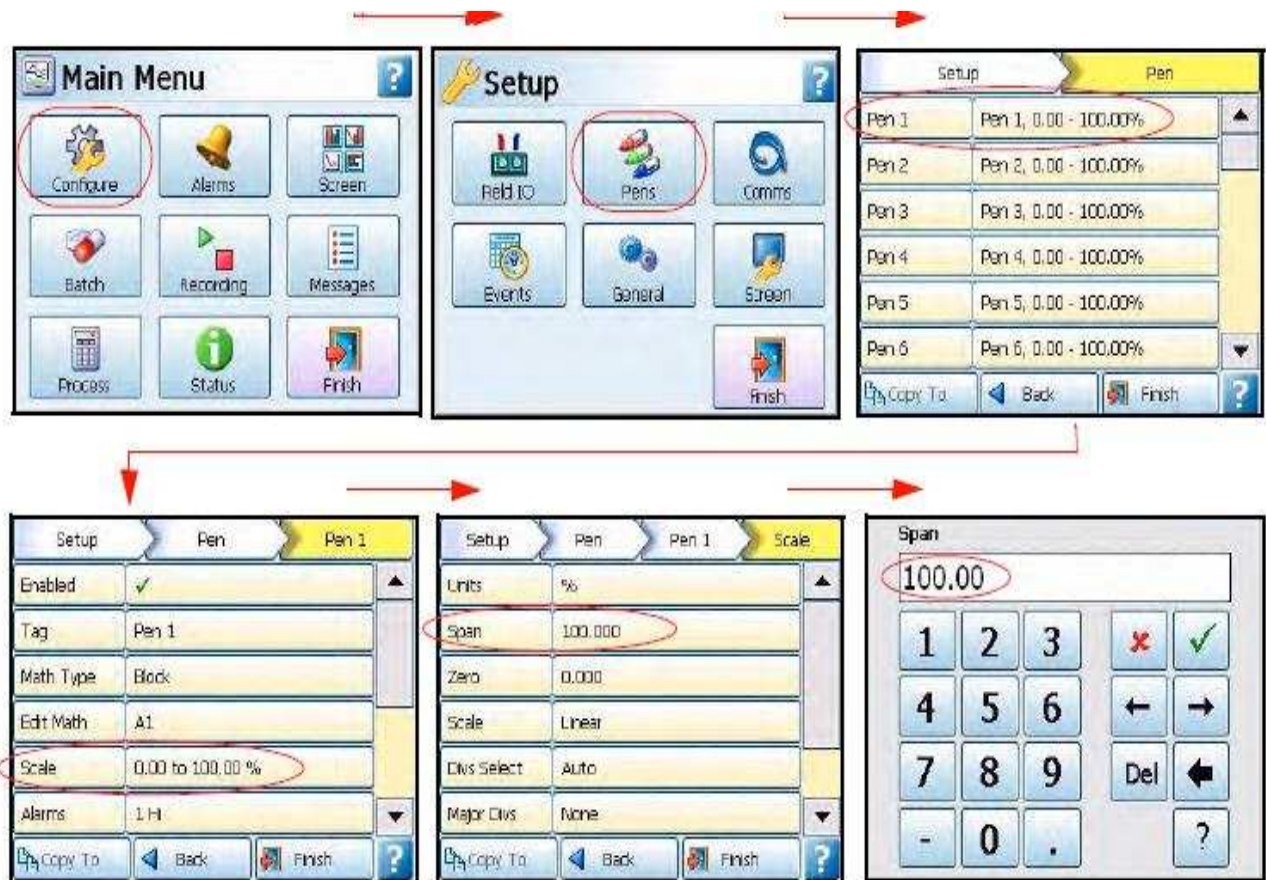 Main Menu
?
Configure
Alarms
Screen
Batch
Recording
Messages
Process
Status
Finish
Setup
?
Field IO
Pens
Comms
Events
General
Screen
Finish
Setup Pen
Pen 1 Pen 1, 0.00 - 100.00%
Pen 2 Pen 2, 0.00 - 100.00%
Pen 3 Pen 3, 0.00 - 100.00%
Pen 4 Pen 4, 0.00 - 100.00%
Pen 5 Pen 5, 0.00 - 100.00%
Pen 6 Pen 6, 0.00 - 100.00%
Copy To Back Finish ?
Setup Pen Pen 1
Enabled ✓
Tag Pen 1
Math Type Block
Edit Math A1
Scale 0.00 to 100.00 %
Alarms 1 Hi
Copy To Back Finish ?
Setup Pen Pen 1 Scale
Units %
Span 100.000
Zero 0.000
Scale Linear
Divs Select Auto
Major Divs None
Copy To Back Finish ?
Span
100.00
1 2 3
4 5 6
7 8 9 Del
- 0 . ?